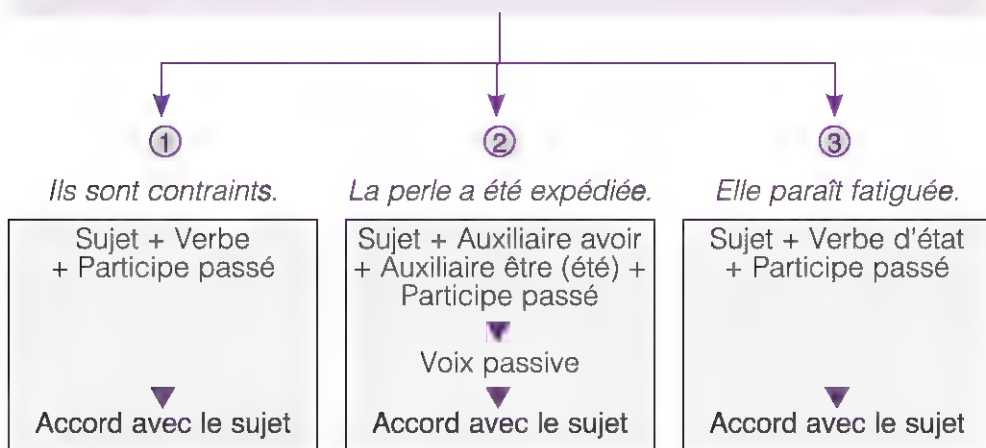 ①
Ils sont contraints.
Sujet + Verbe
+ Participe passé
Accord avec le sujet
②
La perle a été expédiée.
Sujet + Auxiliaire avoir
+ Auxiliaire être (été) +
Participe passé
Voix passive
Accord avec le sujet
③
Elle paraît fatiguée.
Sujet + Verbe d'état
+ Participe passé
Accord avec le sujet